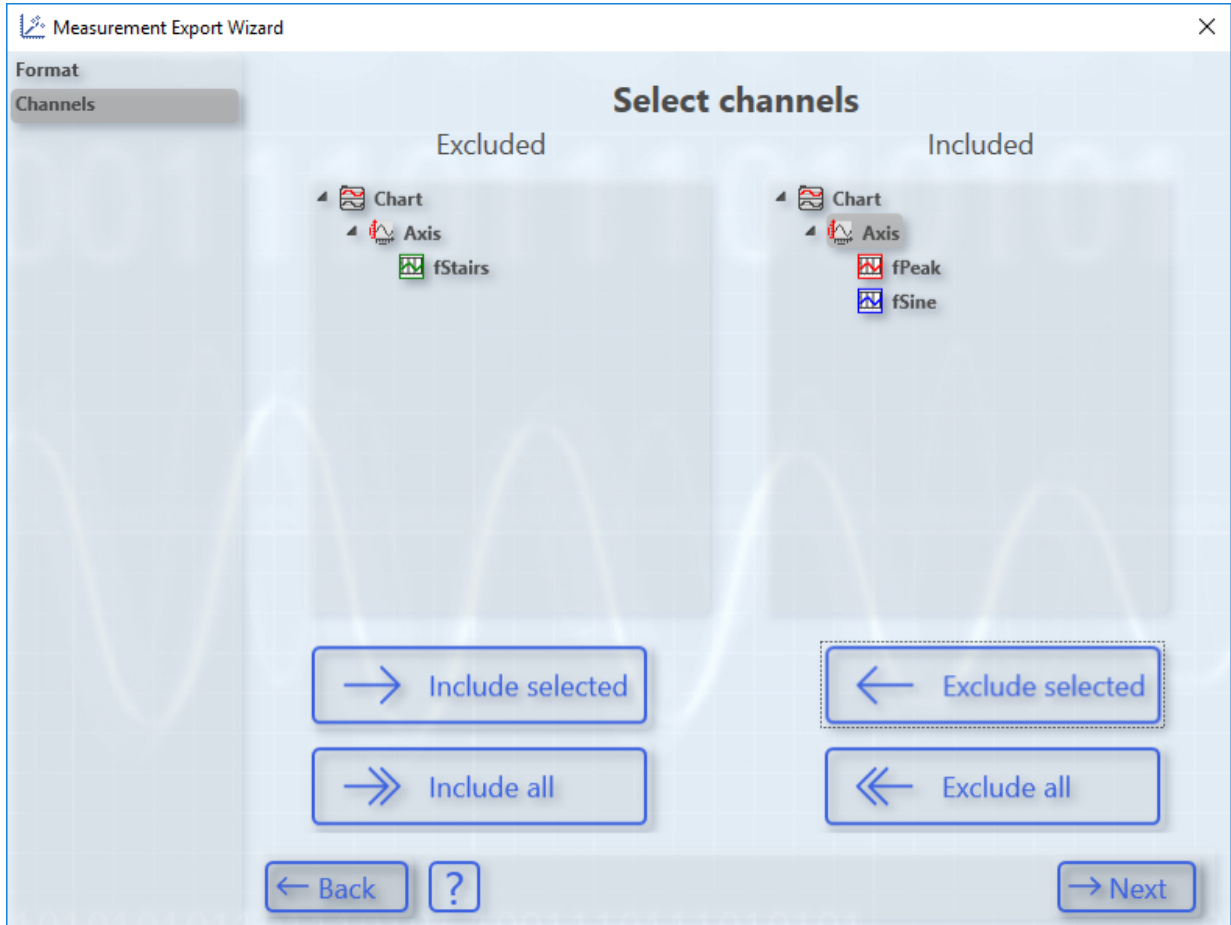 Measurement Export Wizard
Format
Channels
Select channels
Excluded
Included
Chart
Axis
fStairs
Chart
Axis
fPeak
fSine
Include selected
Exclude selected
Include all
Exclude all
Back
?
Next